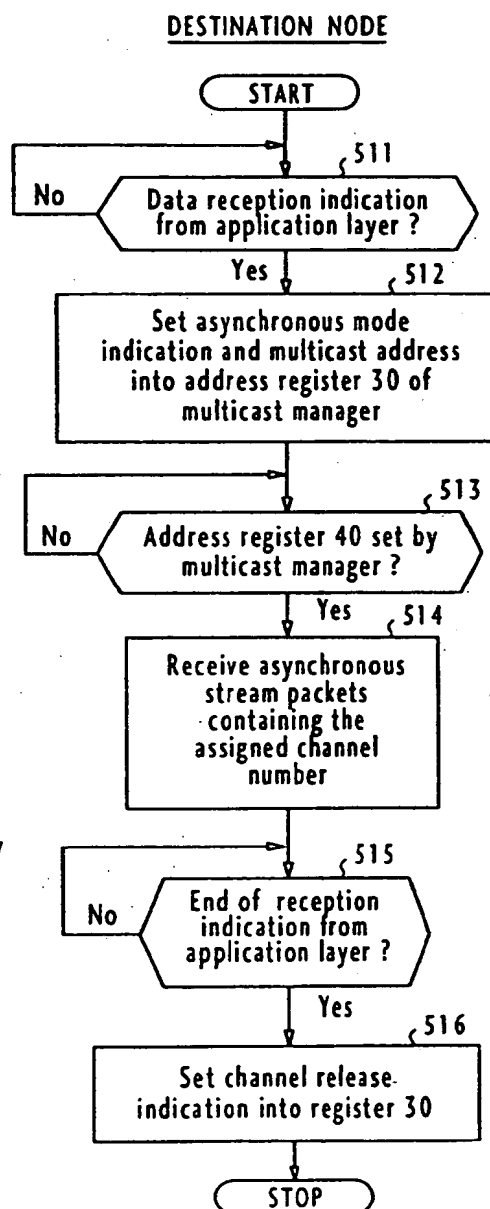 DESTINATION NODE
START
511
No
Data reception indication
from application layer ?
Yes
512
Set asynchronous mode
indication and multicast address
into address register 30 of
multicast manager
513
No
Address register 40 set by
multicast manager ?
Yes
514
Receive asynchronous
stream packets
containing the
assigned channel
number
515
No
End of reception
indication from
application layer ?
Yes
516
Set channel release
indication into register 30
STOP